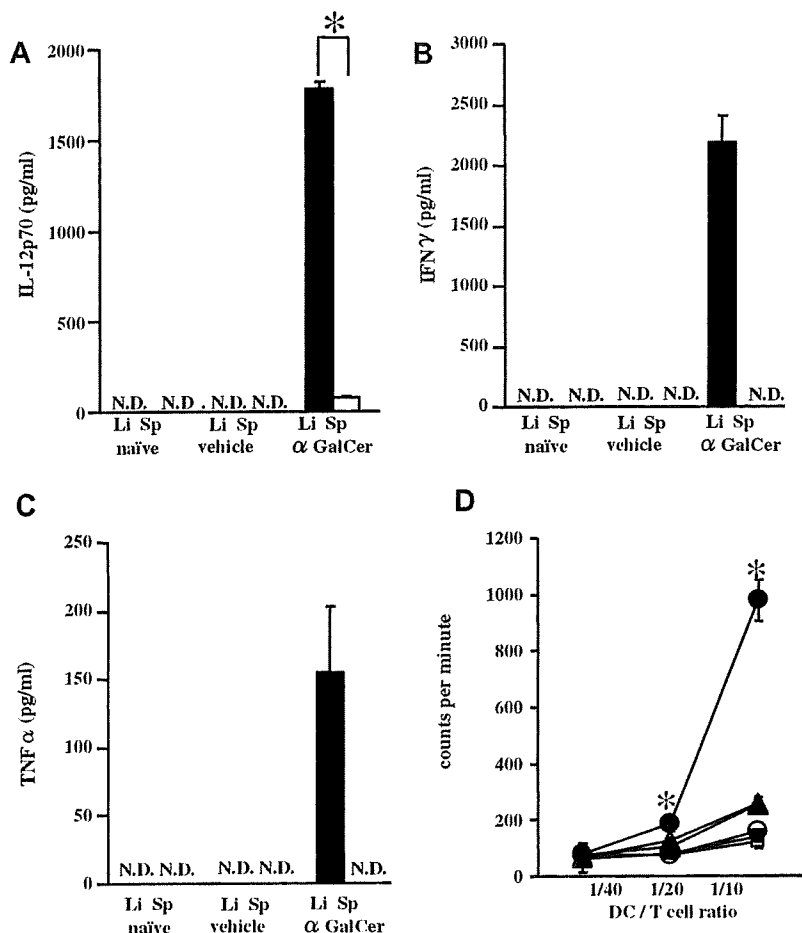 A
*
2000
1500
1000
500
0
IL-12p70 (pg/ml)
N.D. N.D . N.D. N.D.
Li Sp Li Sp Li Sp
naïve vehicle α GalCer
B
3000
2500
2000
1500
1000
500
0
IFNγ (pg/ml)
N.D. N.D. N.D. N.D. N.D.
Li Sp Li Sp Li Sp
naïve vehicle α GalCer
C
250
200
150
100
50
0
TNF α (pg/ml)
N.D. N.D. N.D. N.D. N.D.
Li Sp Li Sp Li Sp
naïve vehicle α GalCer
D
1200
1000
800
600
400
200
0
counts per minute
*
*
1/40 1/20 1/10
DC / T cell ratio